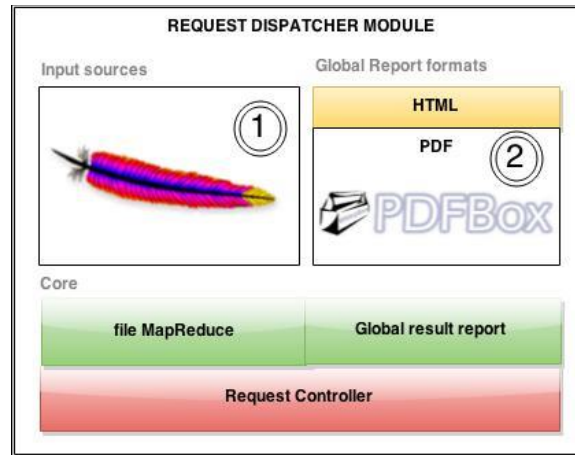 REQUEST DISPATCHER MODULE
Input sources
Global Report formats
1
HTML
PDF
2
PDFBox
Core
file MapReduce
Global result report
Request Controller